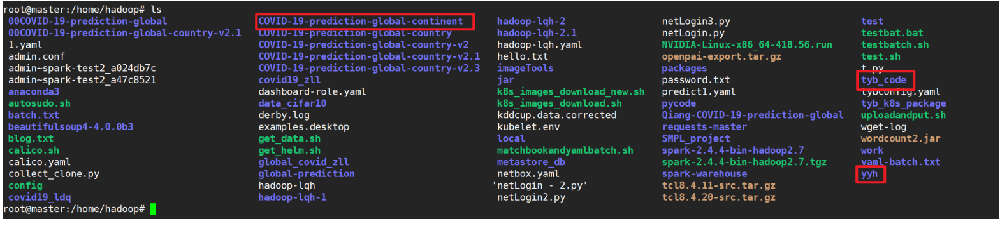 root@master:/home/hadoop# ls
00COVID-19-prediction-global COVID-19-prediction-global-continent hadoop-lqh-2 netLogin3.py test
00COVID-19-prediction-global-country-v2.1 COVID-19-prediction-global-country hadoop-lqh-2.1 netLogin.py testbat.bat
1.yaml COVID-19-prediction-global-country-v2 hadoop-lqh.yaml NVIDIA-Linux-x86_64-418.56.run testbatch.sh
admin.conf COVID-19-prediction-global-country-v2.1 hello.txt openpai-export.tar.gz test.sh
admin~spark-test2_a024db7c COVID-19-prediction-global-country-v2.3 imageTools packages t.py
admin~spark-test2_a47c8521 covid19_zll jar password.txt tyb_code
anaconda3 dashboard-role.yaml k8s_images_download_new.sh predict1.yaml tybconfig.yaml
autosudo.sh data_cifar10 k8s_images_download.sh pycode tyb_k8s_package
batch.txt derby.log kddcup.data.corrected Qiang-COVID-19-prediction-global uploadandput.sh
beautifulsoup4-4.0.0b3 examples.desktop kubelet.env requests-master wget-log
blog.txt get_data.sh local SMPL_project wordcount2.jar
calico.sh get_helm.sh matchbookandyamlbatch.sh spark-2.4.4-bin-hadoop2.7 work
calico.yaml global_covid_zll metastore_db spark-2.4.4-bin-hadoop2.7.tgz yaml-batch.txt
collect_clone.py global-prediction netbox.yaml spark-warehouse yyh
config hadoop-lqh 'netLogin - 2.py' tcl8.4.11-src.tar.gz
covid19_ldq hadoop-lqh-1 netLogin2.py tcl8.4.20-src.tar.gz
root@master:/home/hadoop#